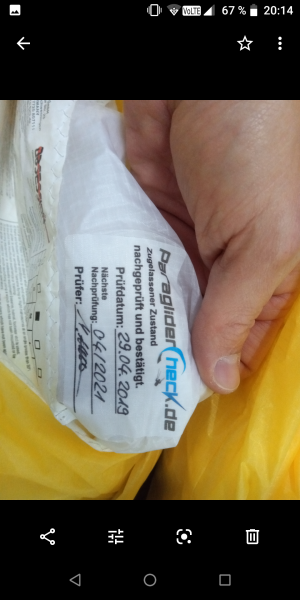 VoLTE 67 % 20:14
ParagliderCheck.de
Zugelassener Zustand
nachgeprüft und bestätigt.
Prüfdatum: 29.04.2019
Nächste
Nachprüfung: 04/2021
Prüfer: